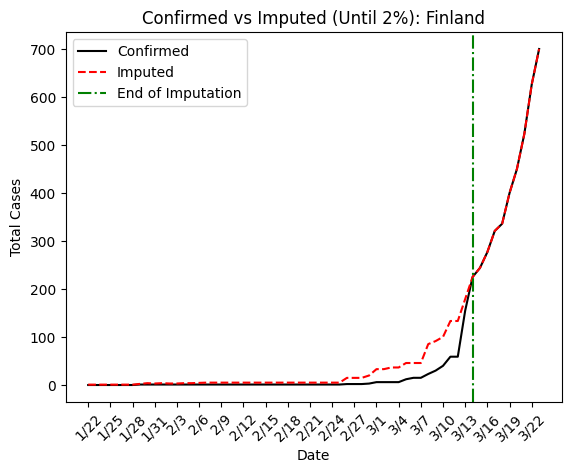 Confirmed vs Imputed (Until 2%): Finland
Confirmed
Imputed
End of Imputation
Total Cases
700
600
500
400
300
200
100
0
1/22 1/25 1/28 1/31 2/3 2/6 2/9 2/12 2/15 2/18 2/21 2/24 2/27 3/1 3/4 3/7 3/10 3/13 3/16 3/19 3/22
Date